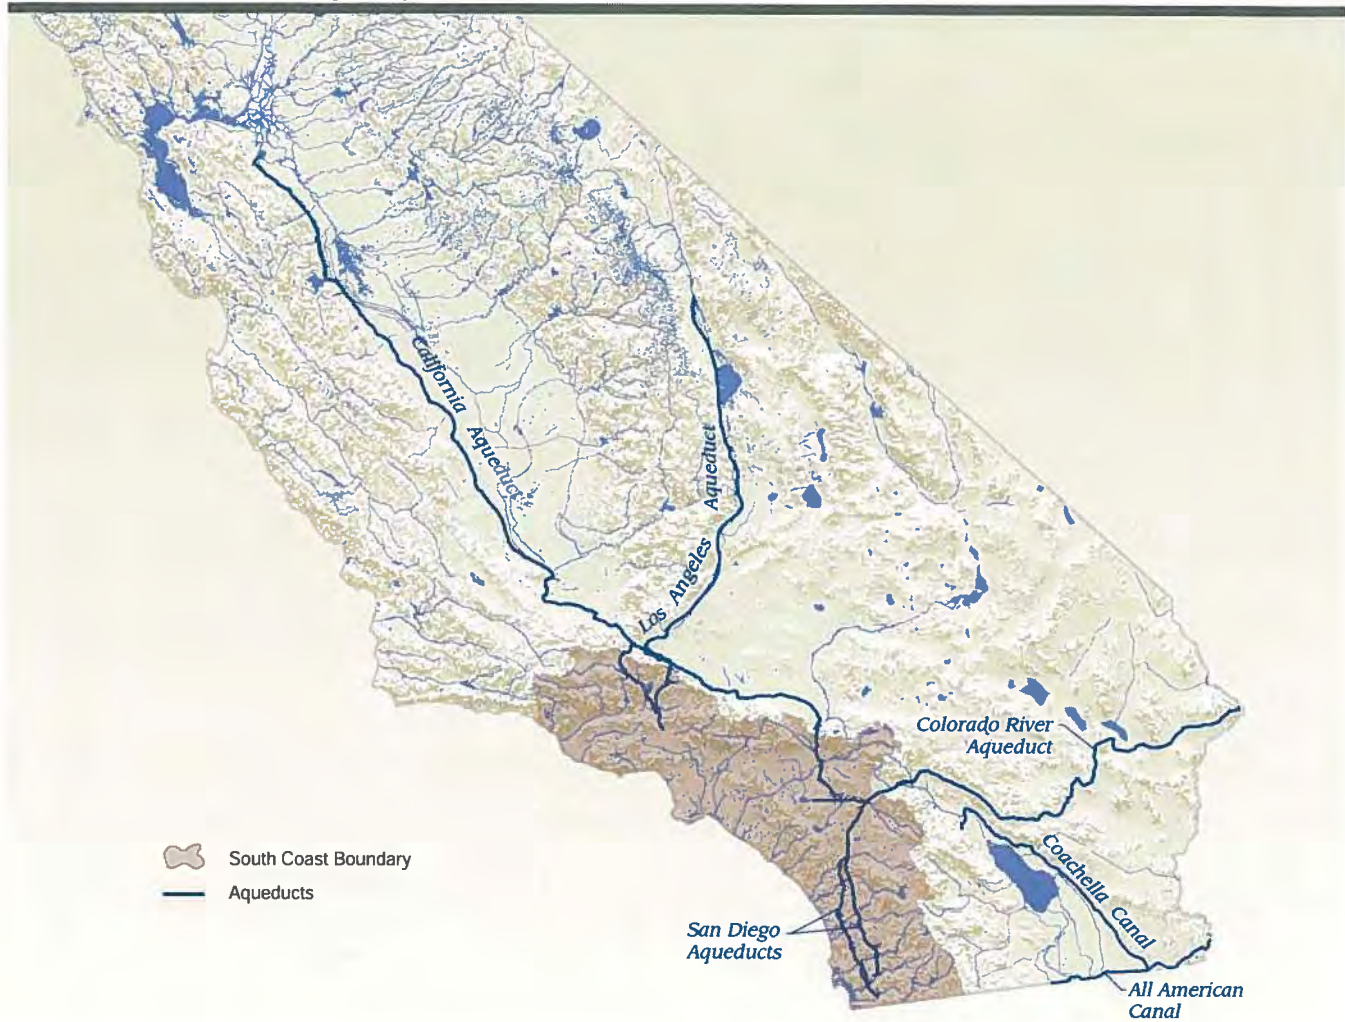 California Aqueduct
Los Angeles Aqueduct
Colorado River
Aqueduct
South Coast Boundary
Aqueducts
Coachella Canal
San Diego
Aqueducts
All American
Canal